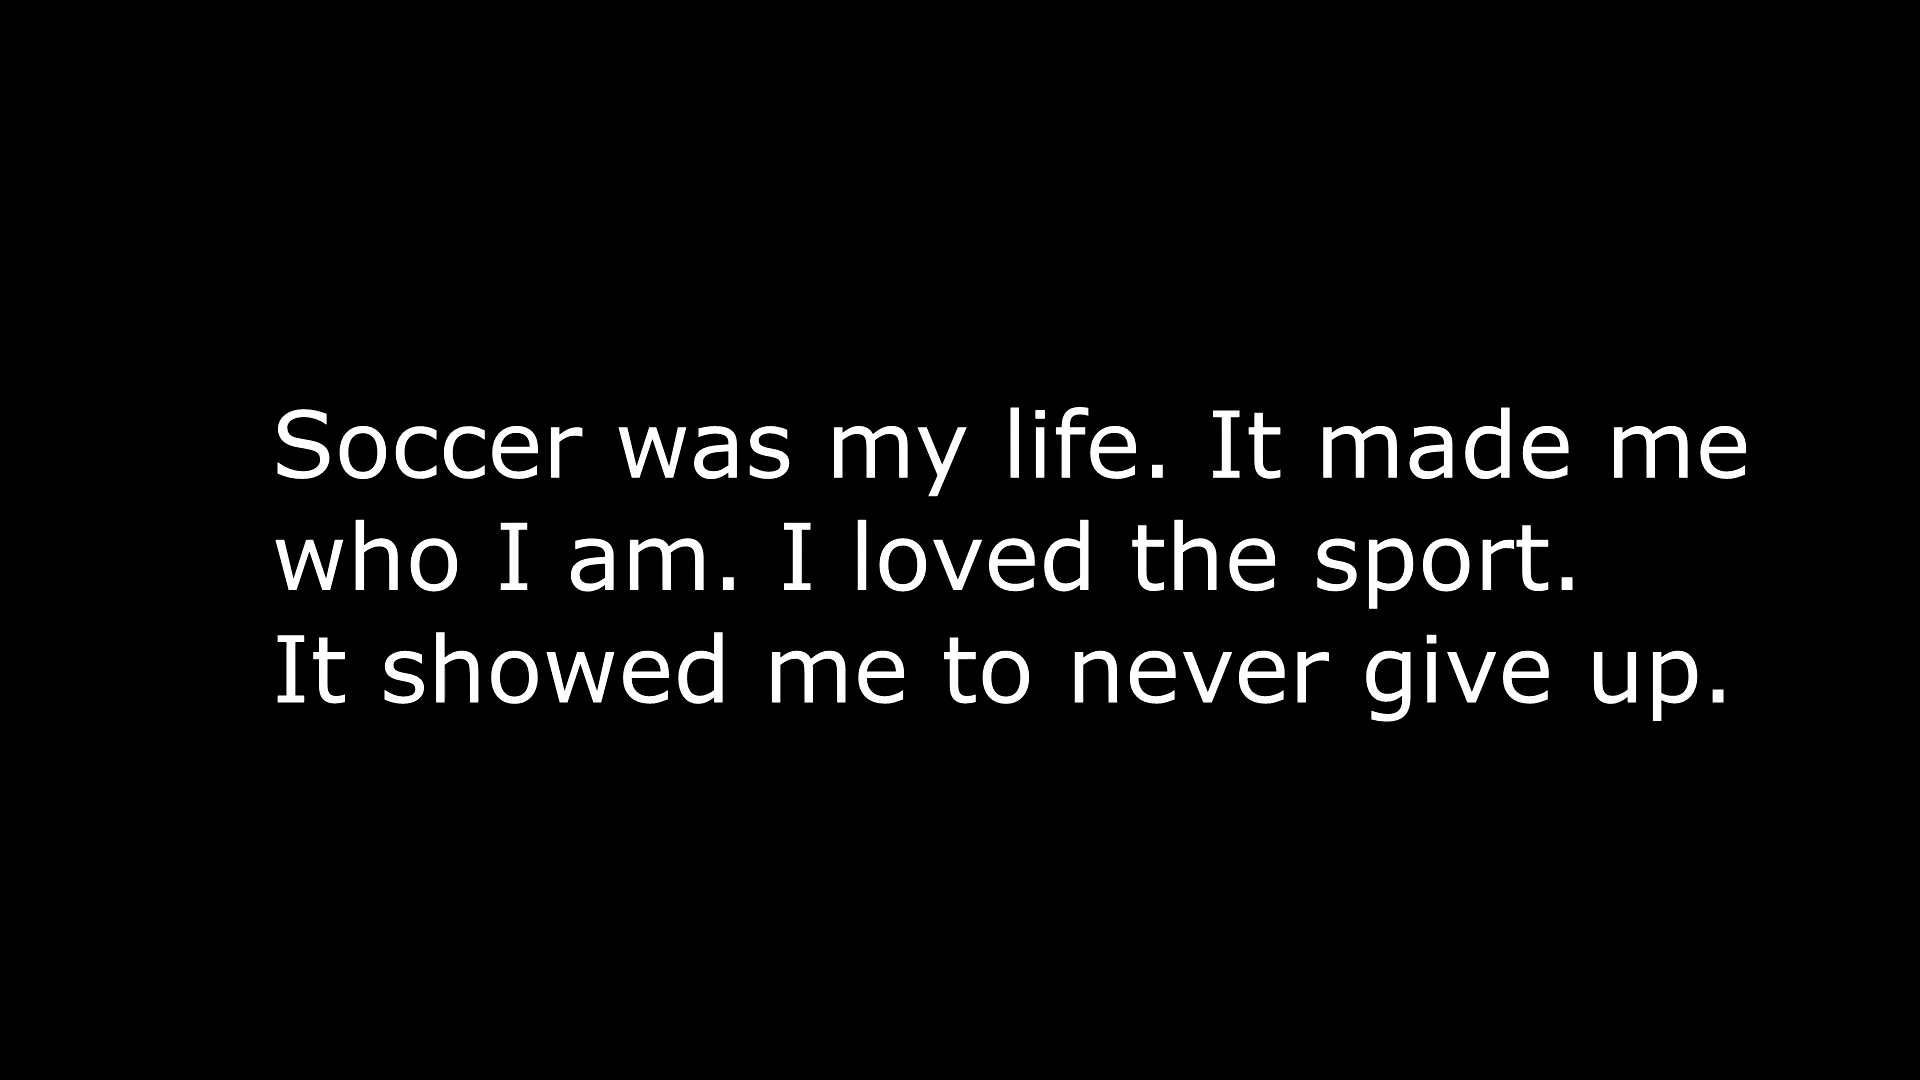 Soccer was my life. It made me
who I am. I loved the sport.
It showed me to never give up.